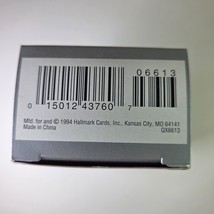 06613
0 15012 43760 7
Mfd. for and © 1994 Hallmark Cards, Inc., Kansas City, MO 64141
Made in China
QX6613